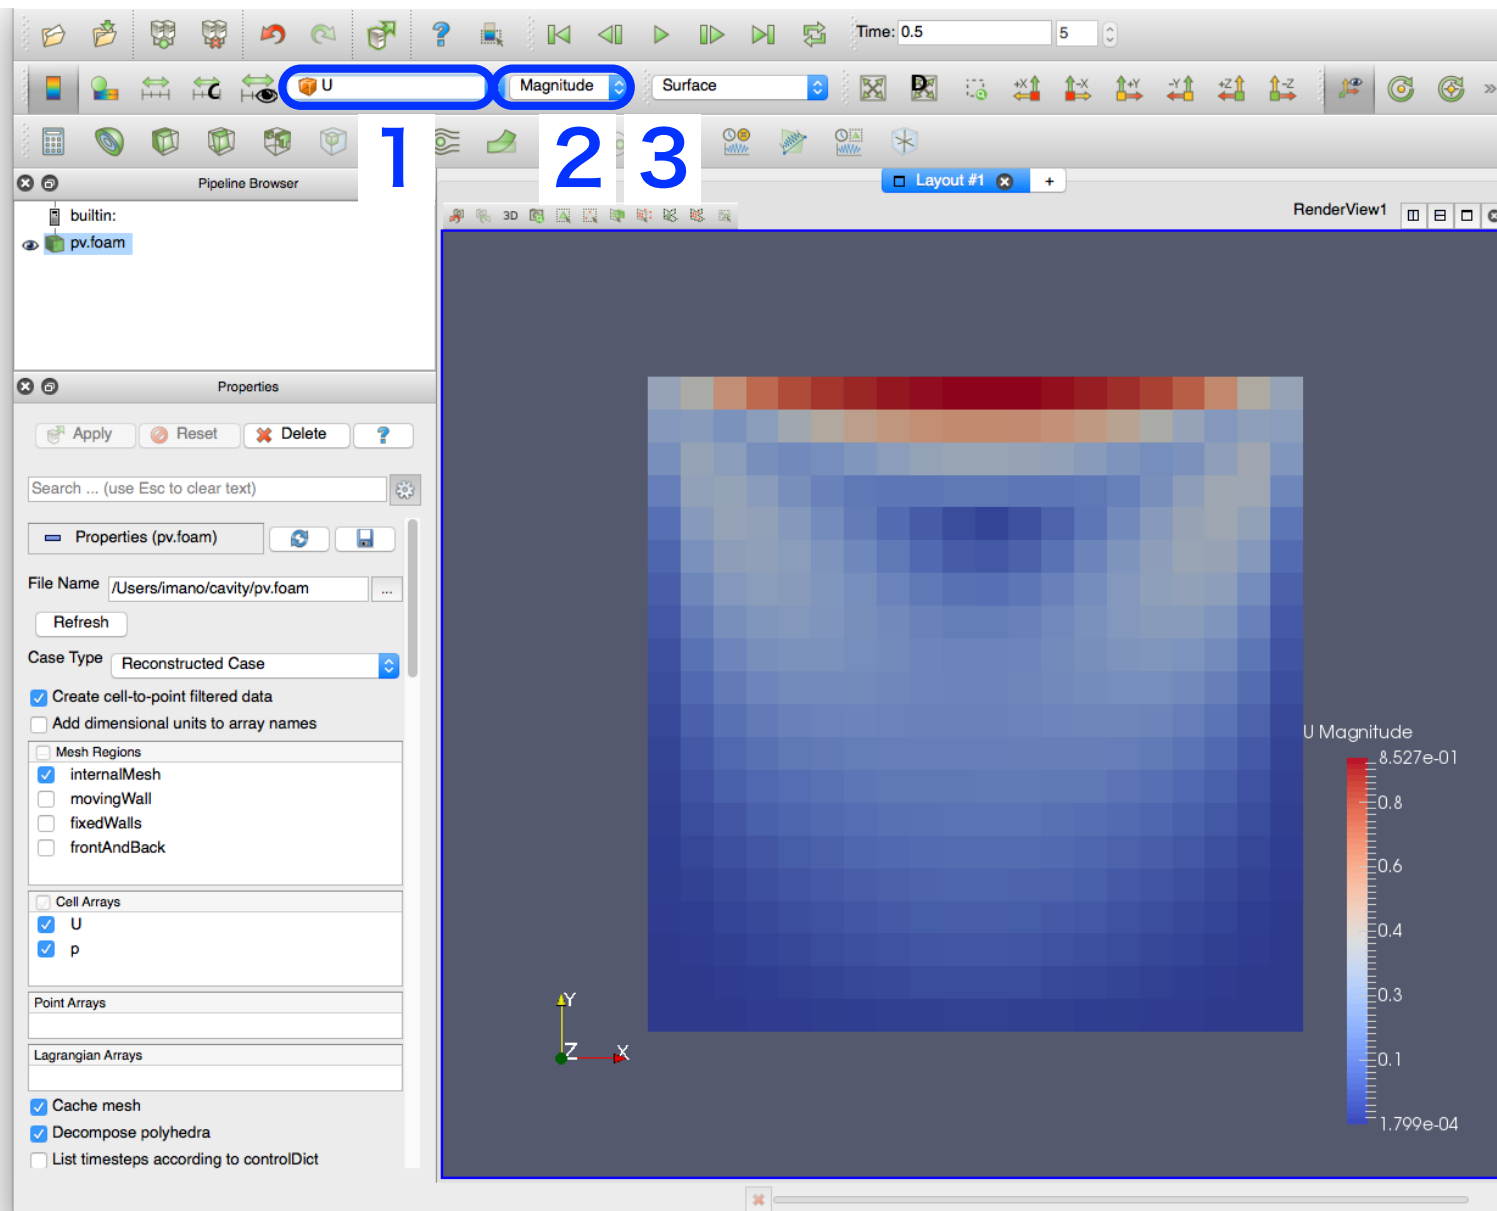 Time: 0.5 5
U Magnitude Surface
D +X -X +Y -Y +Z -Z »
1 2 3
Pipeline Browser
Layout #1 +
builtin:
pv.foam
3D
RenderView1
Properties
Apply Reset Delete ?
Search ... (use Esc to clear text)
Properties (pv.foam)
File Name /Users/imano/cavity/pv.foam ...
Refresh
Case Type Reconstructed Case
Create cell-to-point filtered data
Add dimensional units to array names
Mesh Regions
internalMesh
movingWall
fixedWalls
frontAndBack
Cell Arrays
U
p
Point Arrays
Lagrangian Arrays
Cache mesh
Decompose polyhedra
List timesteps according to controlDict
U Magnitude
8.527e-01
0.8
0.6
0.4
0.3
0.1
1.799e-04
Y
Z X